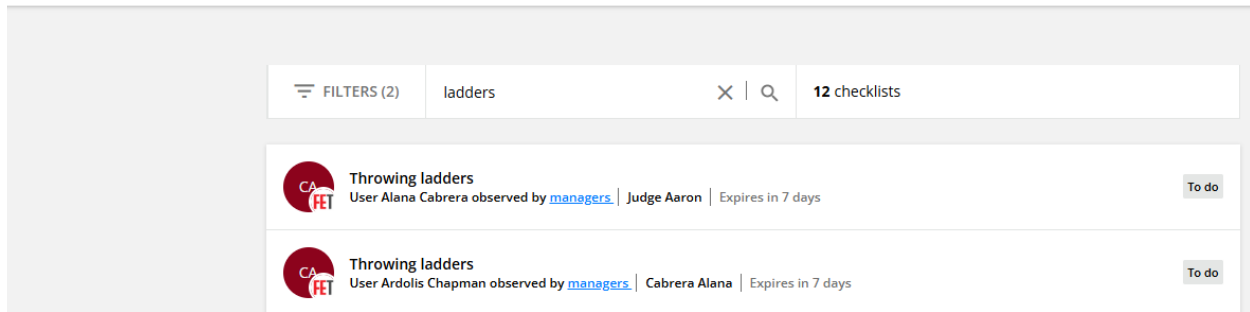 FILTERS (2) ladders 12 checklists
CA FET
Throwing ladders
User Alana Cabrera observed by managers | Judge Aaron | Expires in 7 days
To do
CA FET
Throwing ladders
User Ardolis Chapman observed by managers | Cabrera Alana | Expires in 7 days
To do